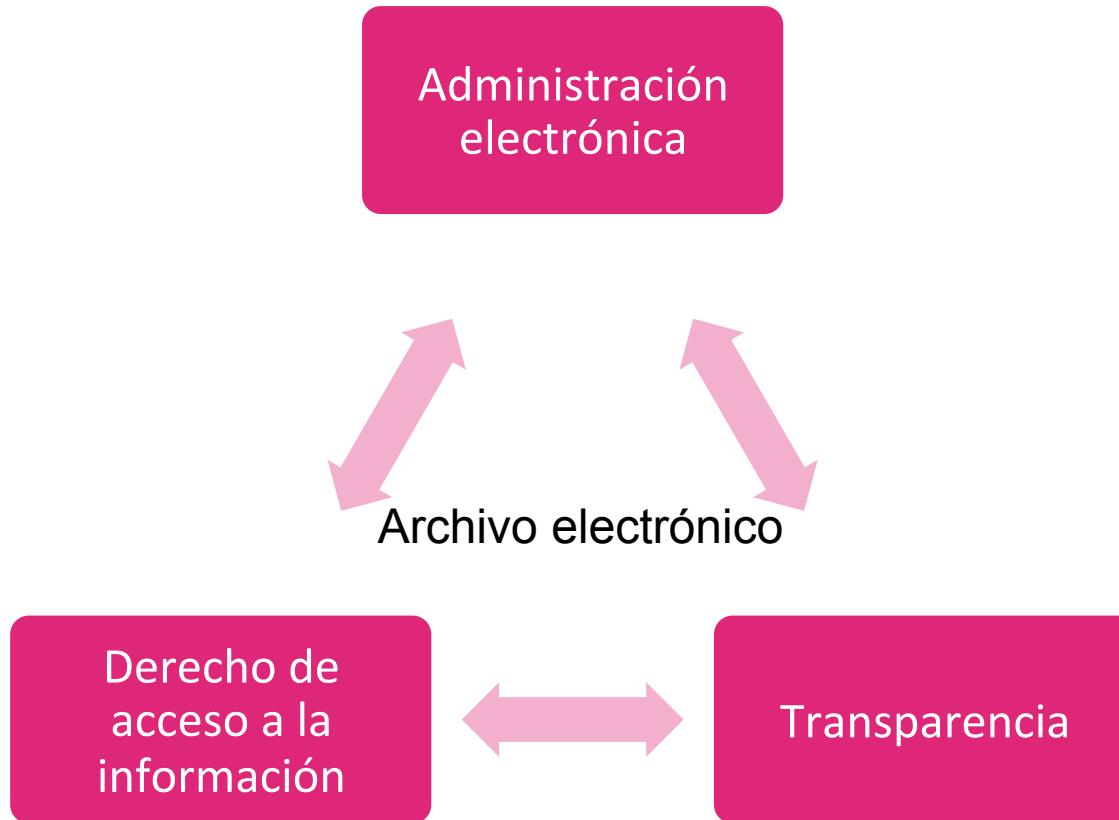 Administración
electrónica
Archivo electrónico
Derecho de
acceso a la
información
Transparencia